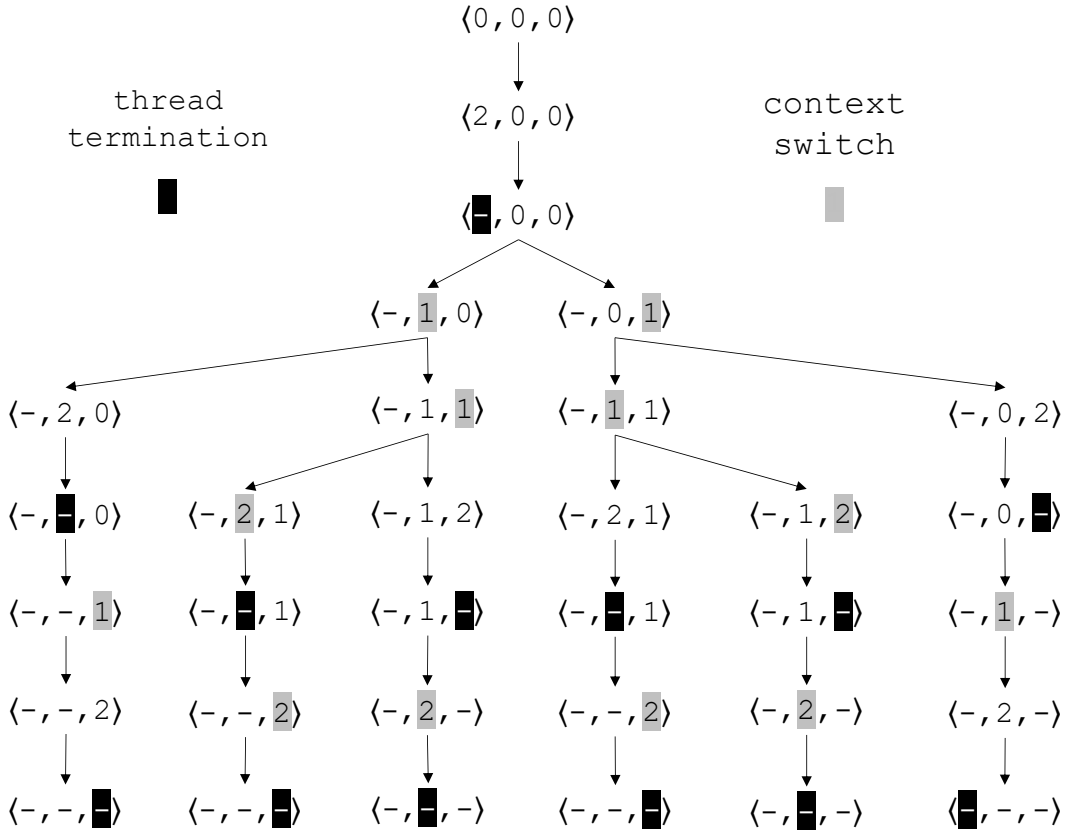 ⟨0,0,0⟩
thread
termination
⟨2,0,0⟩
context
switch
⟨-,0,0⟩
⟨-,1,0⟩ ⟨-,0,1⟩
⟨-,2,0⟩ ⟨-,1,1⟩ ⟨-,1,1⟩ ⟨-,0,2⟩
⟨-,-,0⟩ ⟨-,2,1⟩ ⟨-,1,2⟩ ⟨-,2,1⟩ ⟨-,1,2⟩ ⟨-,0,-⟩
⟨-,-,1⟩ ⟨-,-,1⟩ ⟨-,1,-⟩ ⟨-,-,1⟩ ⟨-,1,-⟩ ⟨-,1,-⟩
⟨-,-,2⟩ ⟨-,-,2⟩ ⟨-,2,-⟩ ⟨-,-,2⟩ ⟨-,2,-⟩ ⟨-,2,-⟩
⟨-,-,-⟩ ⟨-,-,-⟩ ⟨-,-,-⟩ ⟨-,-,-⟩ ⟨-,-,-⟩ ⟨-,-,-⟩